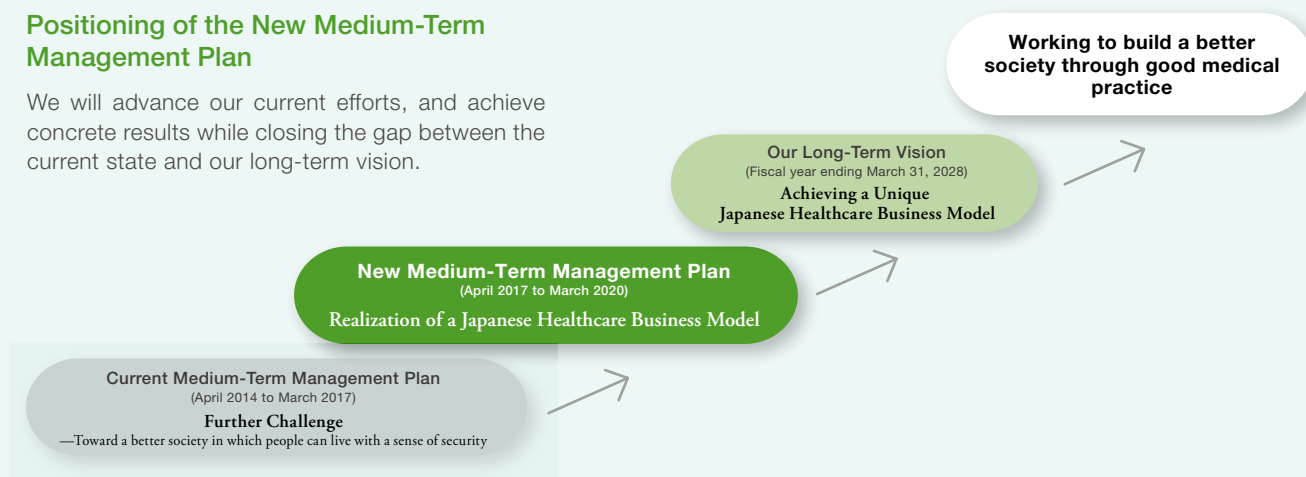 Positioning of the New Medium-Term
Management Plan
We will advance our current efforts, and achieve
concrete results while closing the gap between the
current state and our long-term vision.
Working to build a better
society through good medical
practice
Our Long-Term Vision
(Fiscal year ending March 31, 2028)
Achieving a Unique
Japanese Healthcare Business Model
New Medium-Term Management Plan
(April 2017 to March 2020)
Realization of a Japanese Healthcare Business Model
Current Medium-Term Management Plan
(April 2014 to March 2017)
Further Challenge
—Toward a better society in which people can live with a sense of security